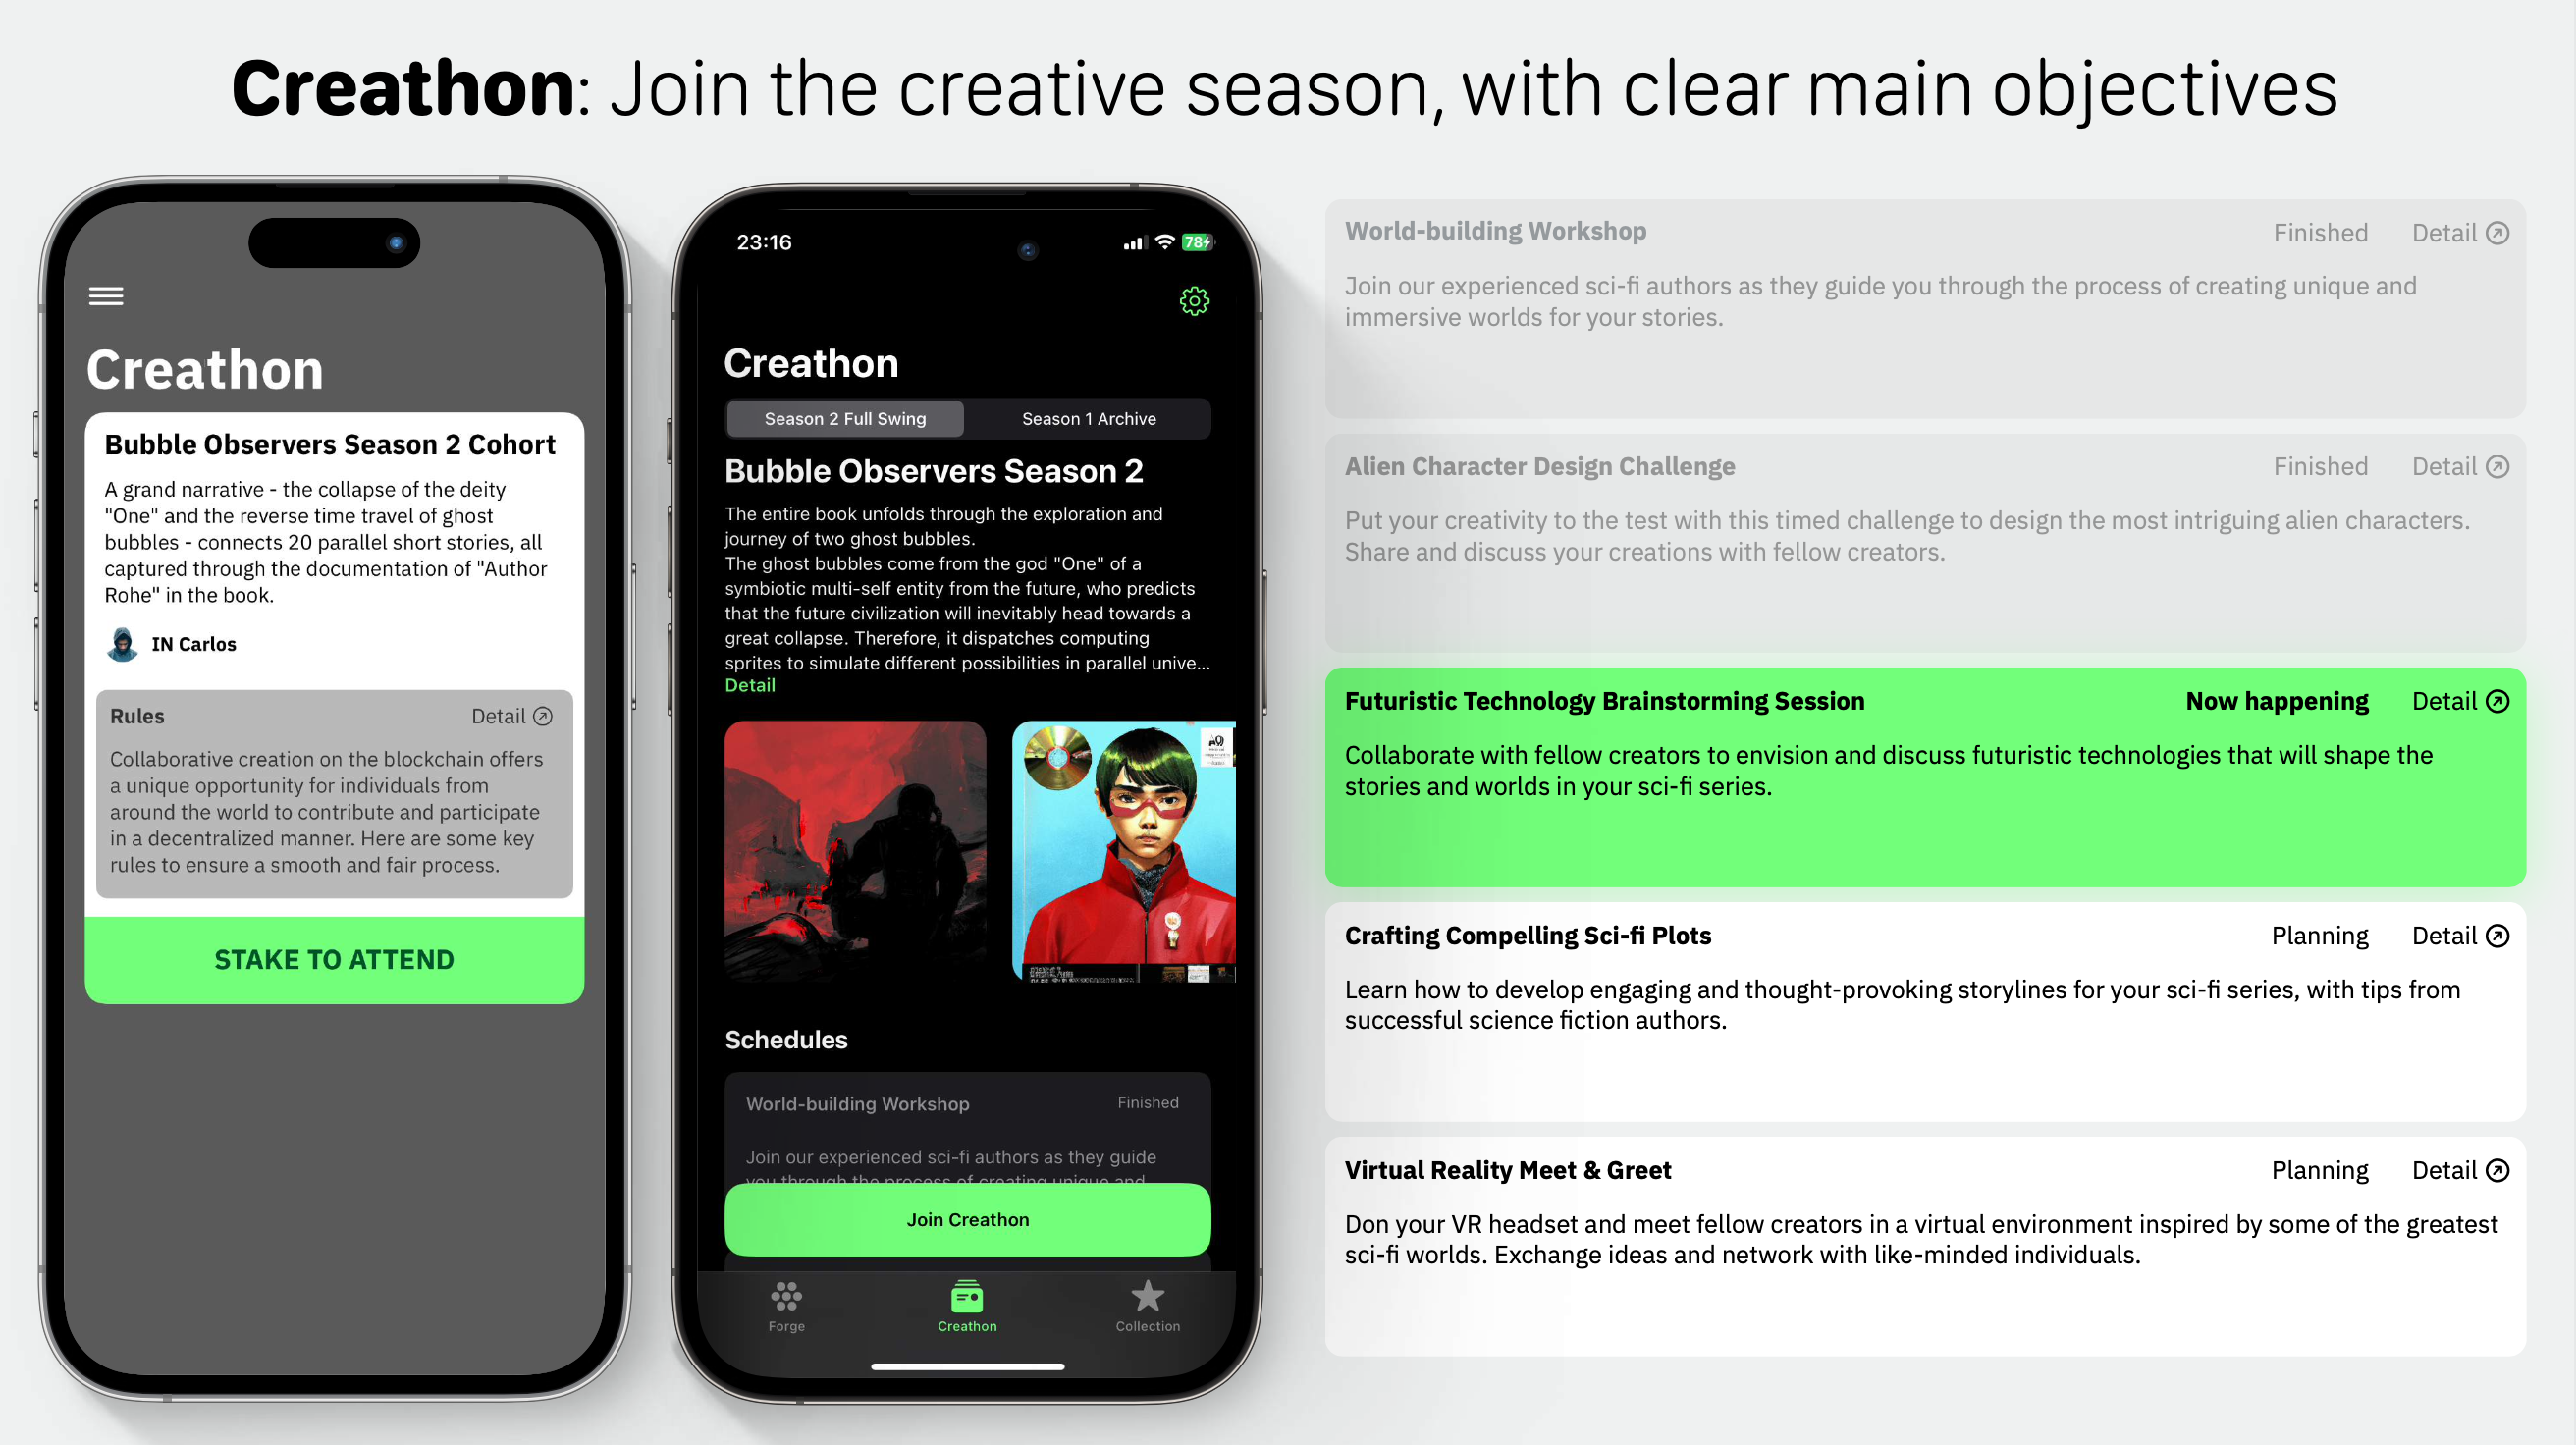 Creathon: Join the creative season, with clear main objectives
Creathon
Bubble Observers Season 2 Cohort
A grand narrative - the collapse of the deity
"One" and the reverse time travel of ghost
bubbles - connects 20 parallel short stories, all
captured through the documentation of "Author
Rohe" in the book.
IN Carlos
Rules
Detail
Collaborative creation on the blockchain offers
a unique opportunity for individuals from
around the world to contribute and participate
in a decentralized manner. Here are some key
rules to ensure a smooth and fair process.
STAKE TO ATTEND
23:16
78
Creathon
Season 2 Full Swing
Season 1 Archive
Bubble Observers Season 2
The entire book unfolds through the exploration and
journey of two ghost bubbles.
The ghost bubbles come from the god "One" of a
symbiotic multi-self entity from the future, who predicts
that the future civilization will inevitably head towards a
great collapse. Therefore, it dispatches computing
sprites to simulate different possibilities in parallel unive...
Detail
Schedules
World-building Workshop
Finished
Join our experienced sci-fi authors as they guide
you through the process of creating unique and
Join Creathon
Forge
Creathon
Collection
World-building Workshop
Finished
Detail
Join our experienced sci-fi authors as they guide you through the process of creating unique and
immersive worlds for your stories.
Alien Character Design Challenge
Finished
Detail
Put your creativity to the test with this timed challenge to design the most intriguing alien characters.
Share and discuss your creations with fellow creators.
Futuristic Technology Brainstorming Session
Now happening
Detail
Collaborate with fellow creators to envision and discuss futuristic technologies that will shape the
stories and worlds in your sci-fi series.
Crafting Compelling Sci-fi Plots
Planning
Detail
Learn how to develop engaging and thought-provoking storylines for your sci-fi series, with tips from
successful science fiction authors.
Virtual Reality Meet & Greet
Planning
Detail
Don your VR headset and meet fellow creators in a virtual environment inspired by some of the greatest
sci-fi worlds. Exchange ideas and network with like-minded individuals.